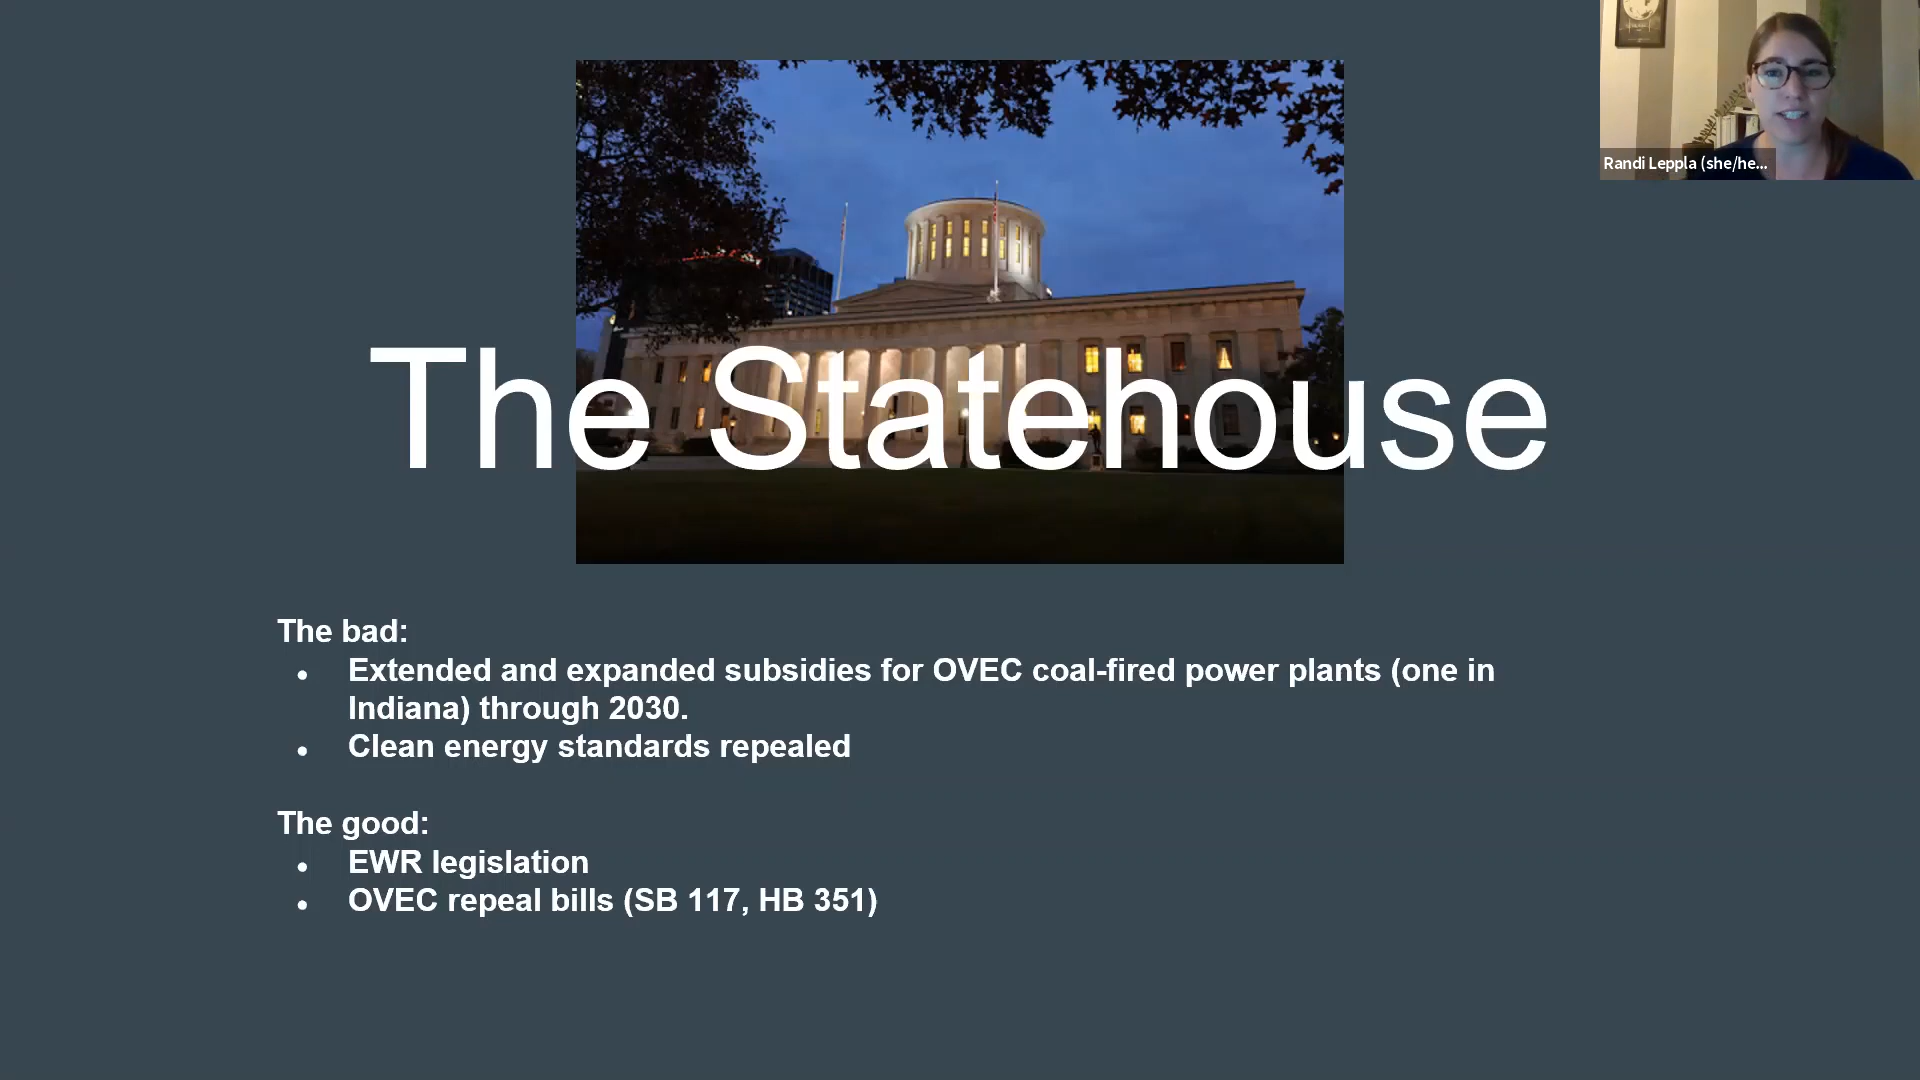 Randi Leppla (she/he...
The Statehouse
The bad:
● Extended and expanded subsidies for OVEC coal-fired power plants (one in
Indiana) through 2030.
● Clean energy standards repealed
The good:
● EWR legislation
● OVEC repeal bills (SB 117, HB 351)